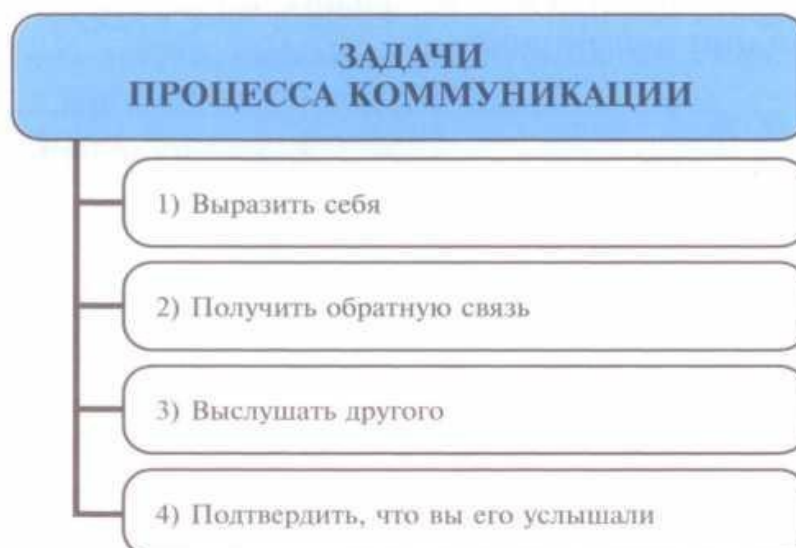 ЗАДАЧИ
ПРОЦЕССА КОММУНИКАЦИИ
1) Выразить себя
2) Получить обратную связь
3) Выслушать другого
4) Подтвердить, что вы его услышали